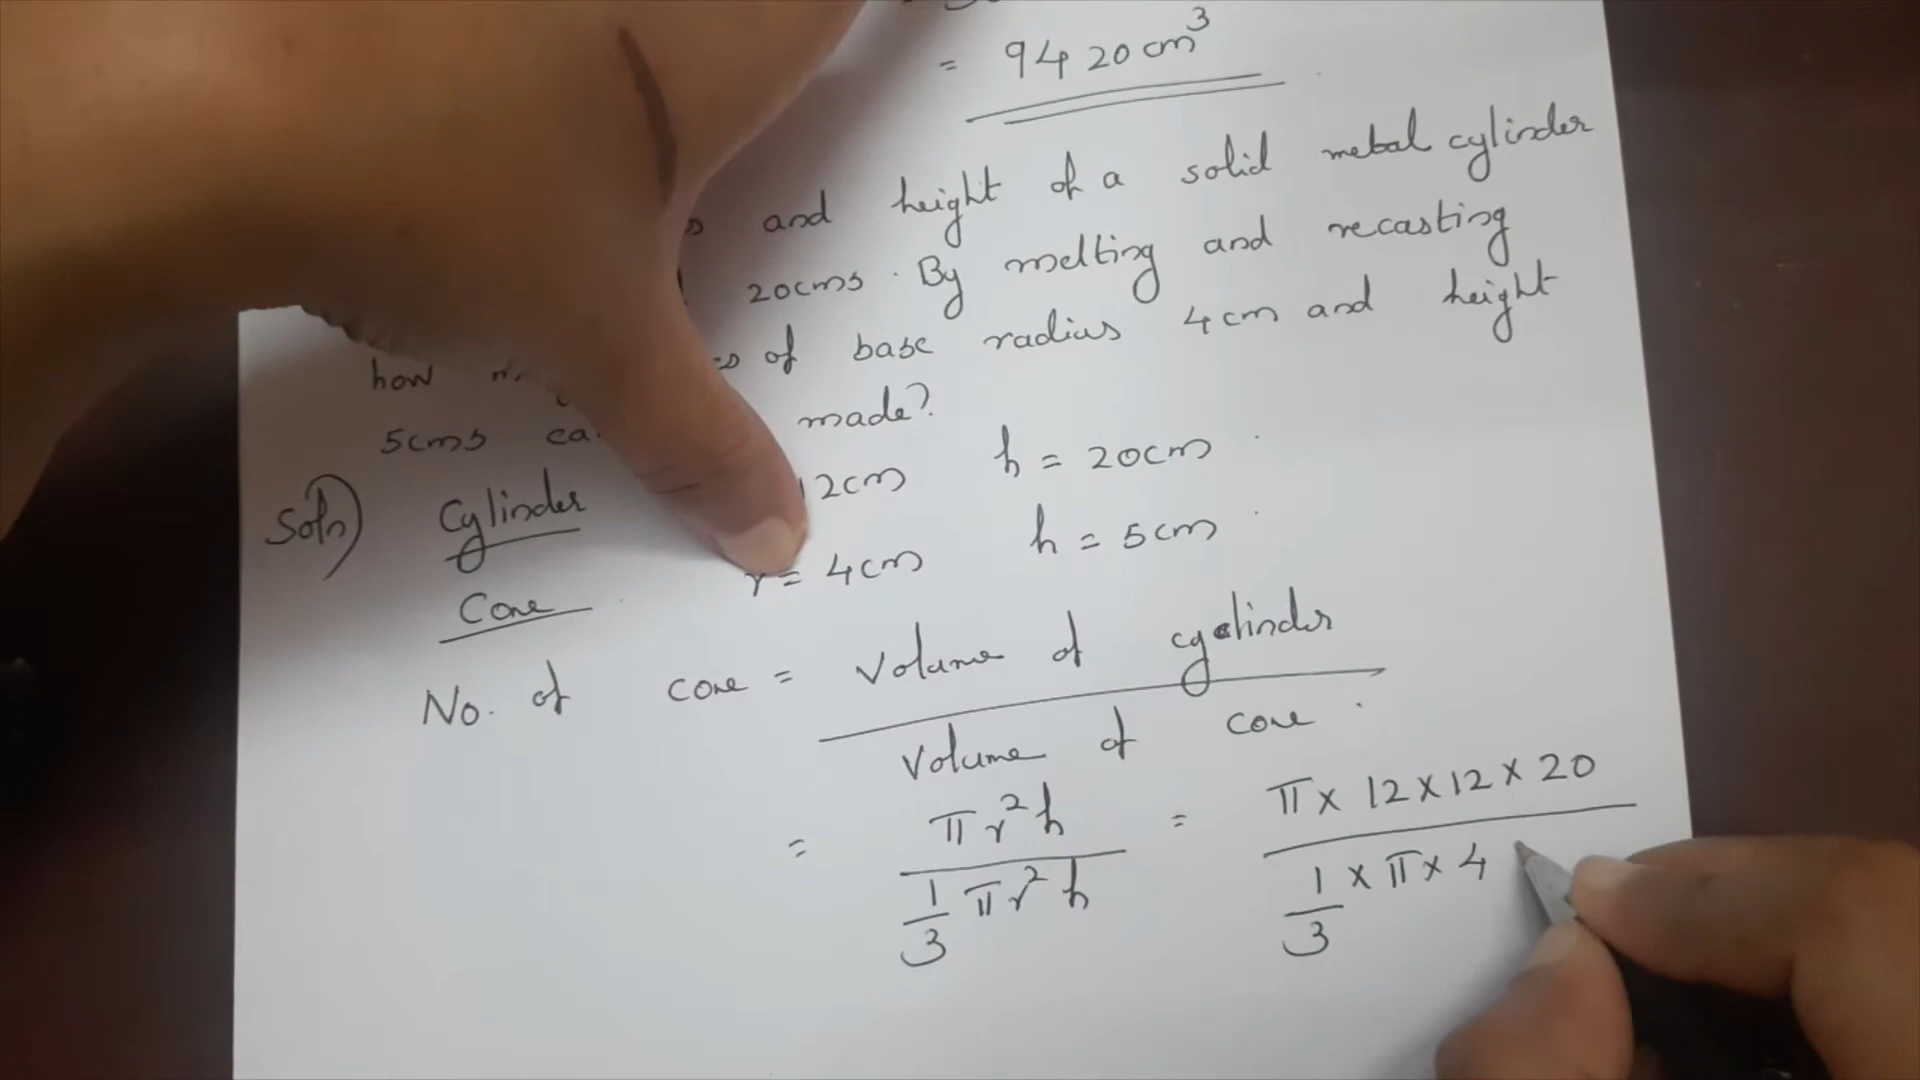 = 9420 cm³
and height of a solid metal cylinder
20cms. By melting and recasting
how of base radius 4cm and height
5cms made?
Soln) Cylinder 12cm h = 20cm
Cone r = 4cm h = 5cm
No. of cone = Volume of cyclinder
Volume of cone
= πr²h = π x 12 x 12 x 20
1/3 πr²h 1/3 x π x 4